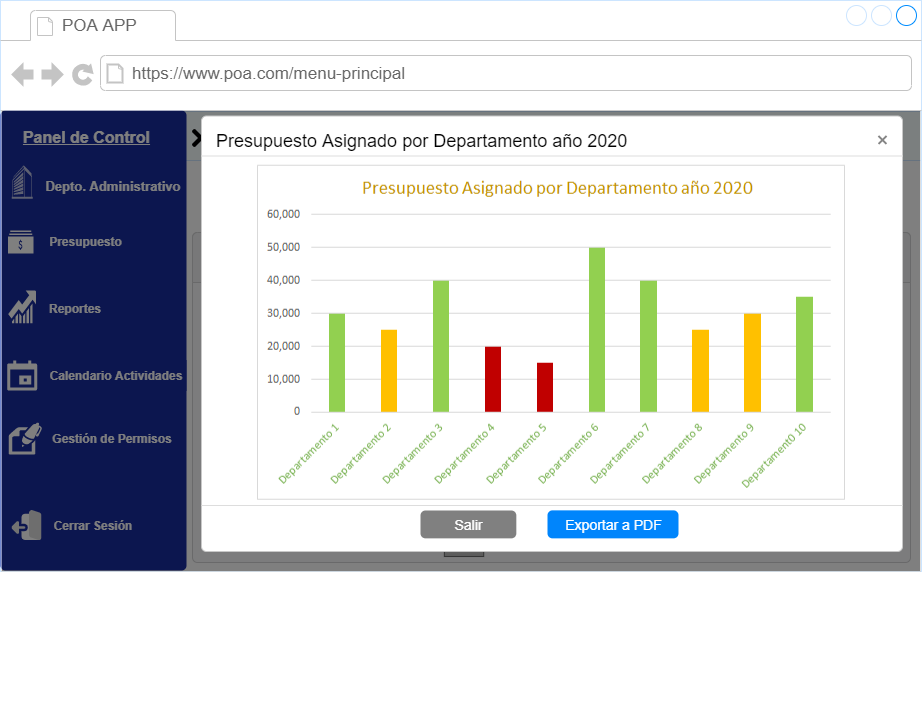 POA APP
https://www.poa.com/menu-principal
Panel de Control
Depto. Administrativo
Presupuesto
$
Reportes
Calendario Actividades
Gestión de Permisos
Cerrar Sesión
Presupuesto Asignado por Departamento año 2020
×
Presupuesto Asignado por Departamento año 2020
60,000
50,000
40,000
30,000
20,000
10,000
0
Departamento 1
Departamento 2
Departamento 3
Departamento 4
Departamento 5
Departamento 6
Departamento 7
Departamento 8
Departamento 9
Departament0 10
Salir
Exportar a PDF